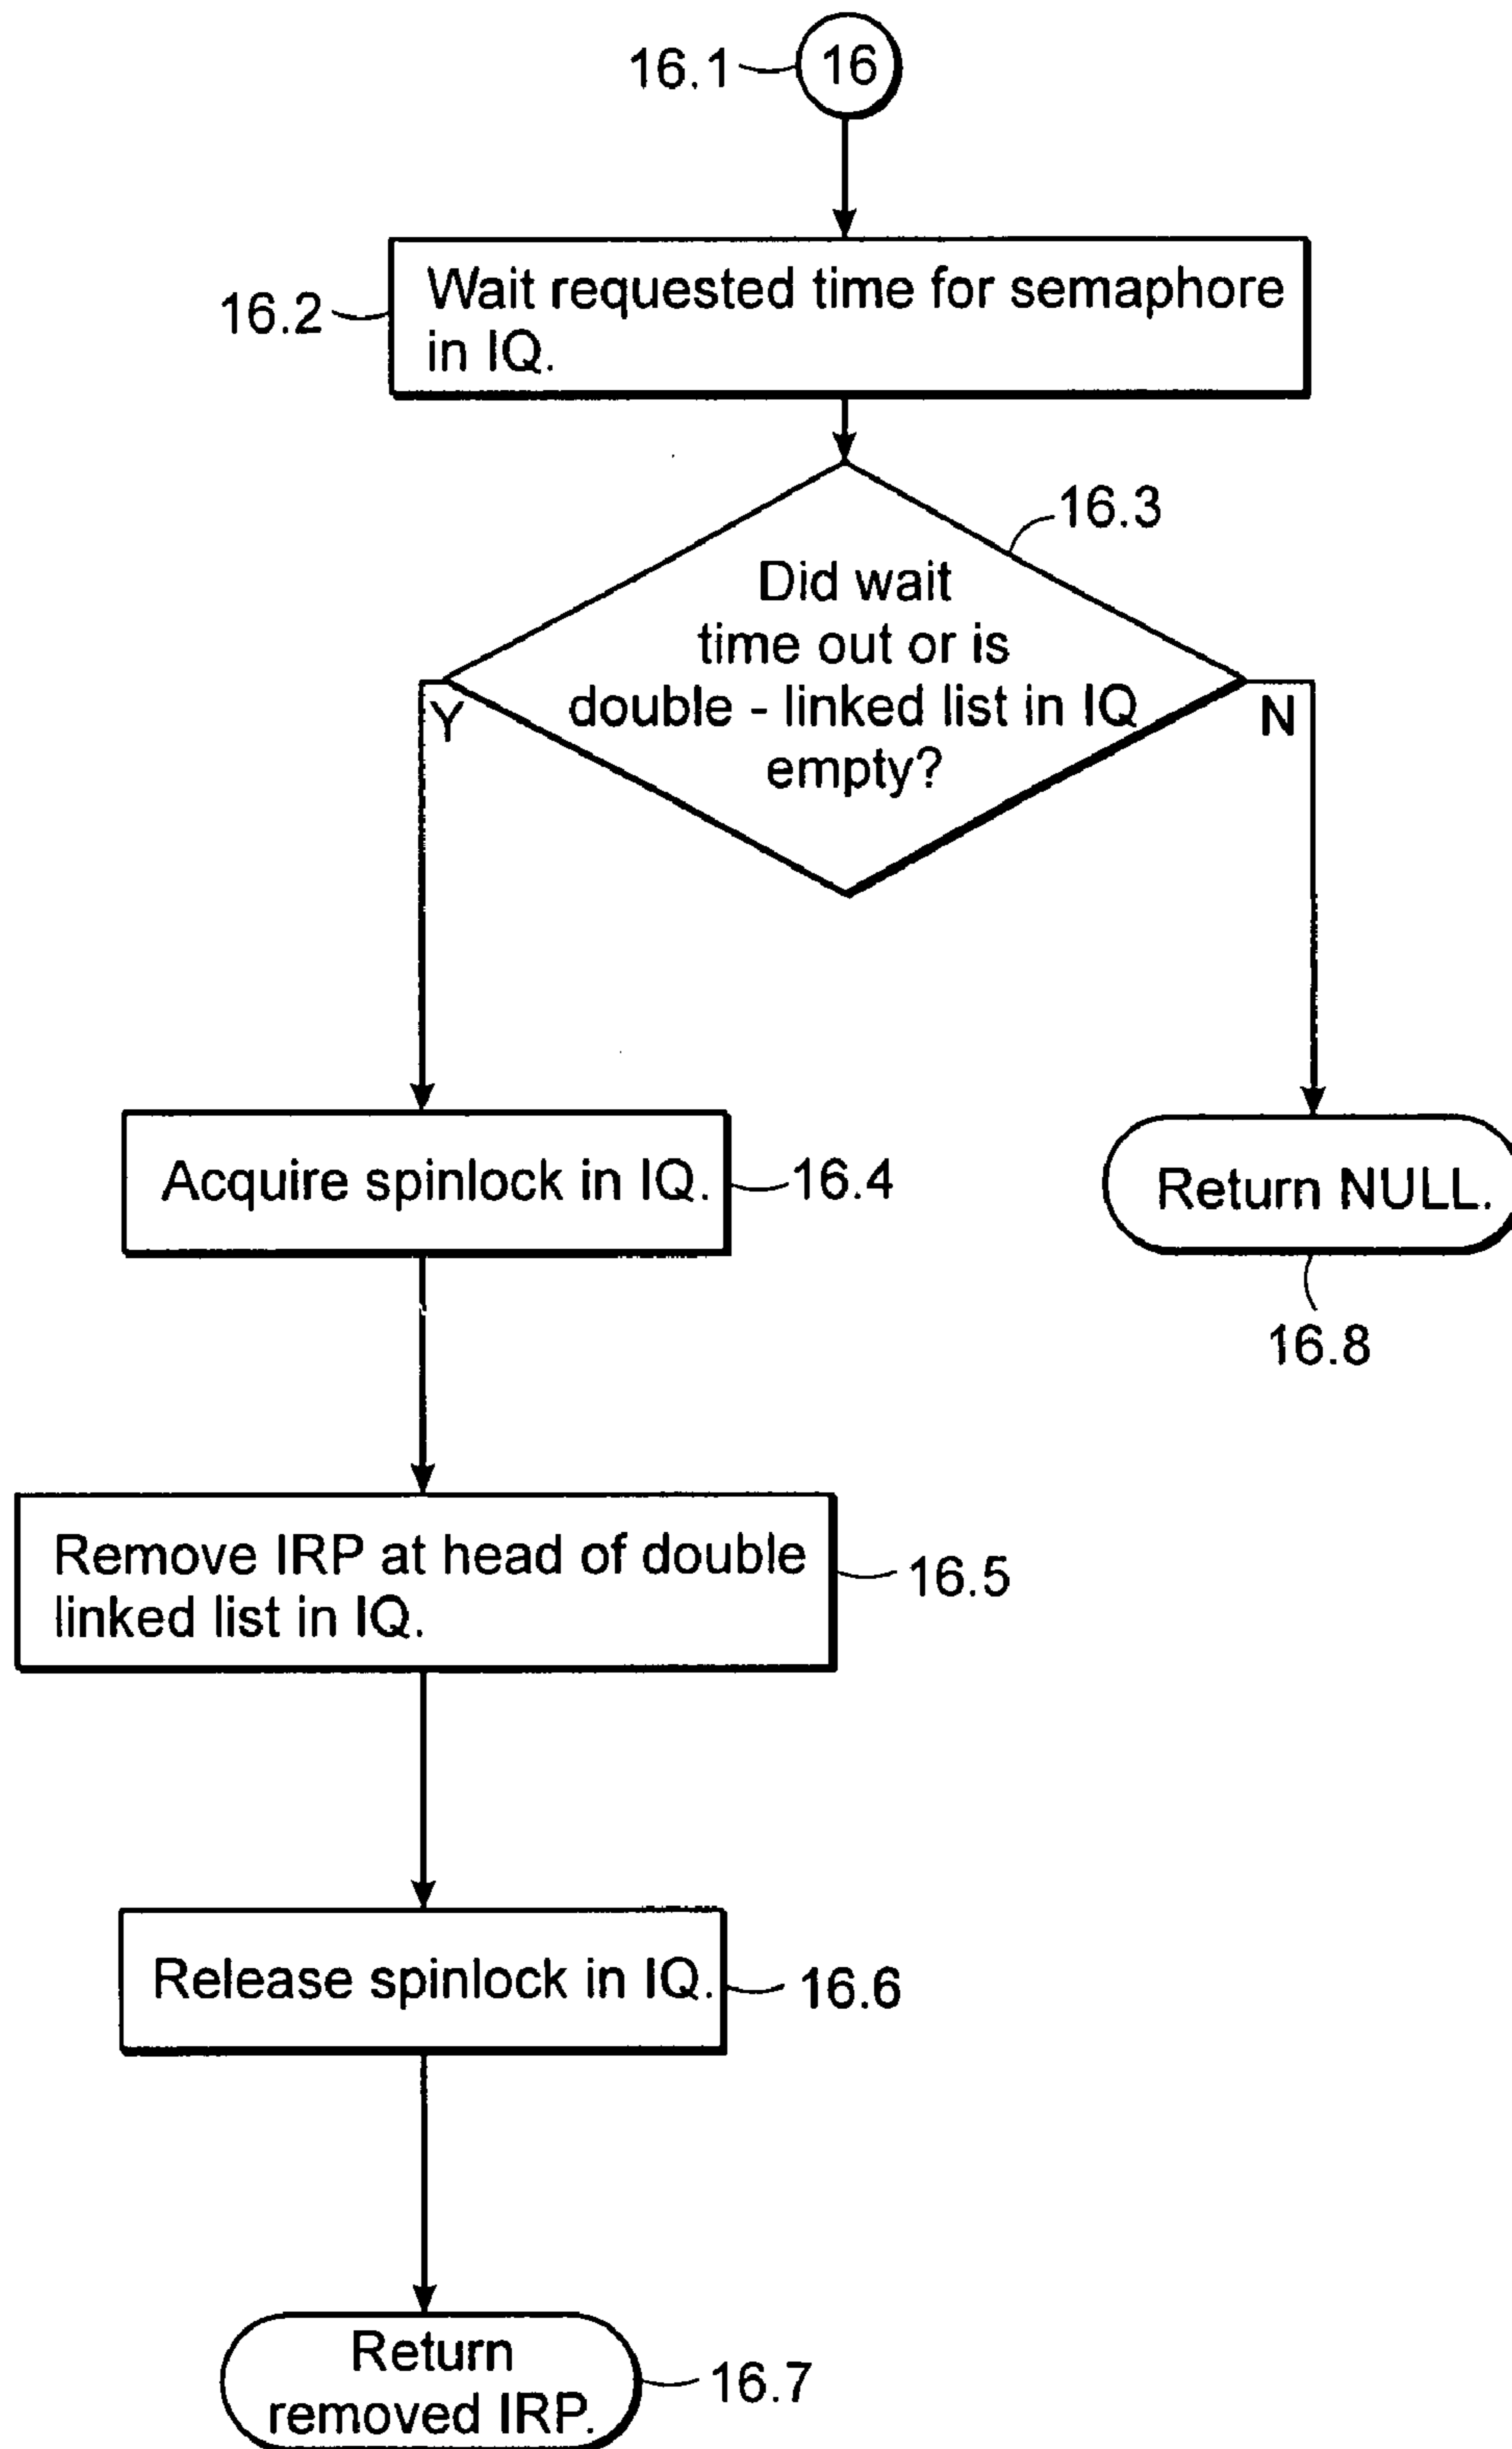 16.1
16
16.2
Wait requested time for semaphore
in IQ.
16.3
Did wait
time out or is
double - linked list in IQ
empty?
Y
N
Acquire spinlock in IQ.
16.4
Return NULL.
16.8
Remove IRP at head of double
linked list in IQ.
16.5
Release spinlock in IQ.
16.6
Return
removed IRP.
16.7